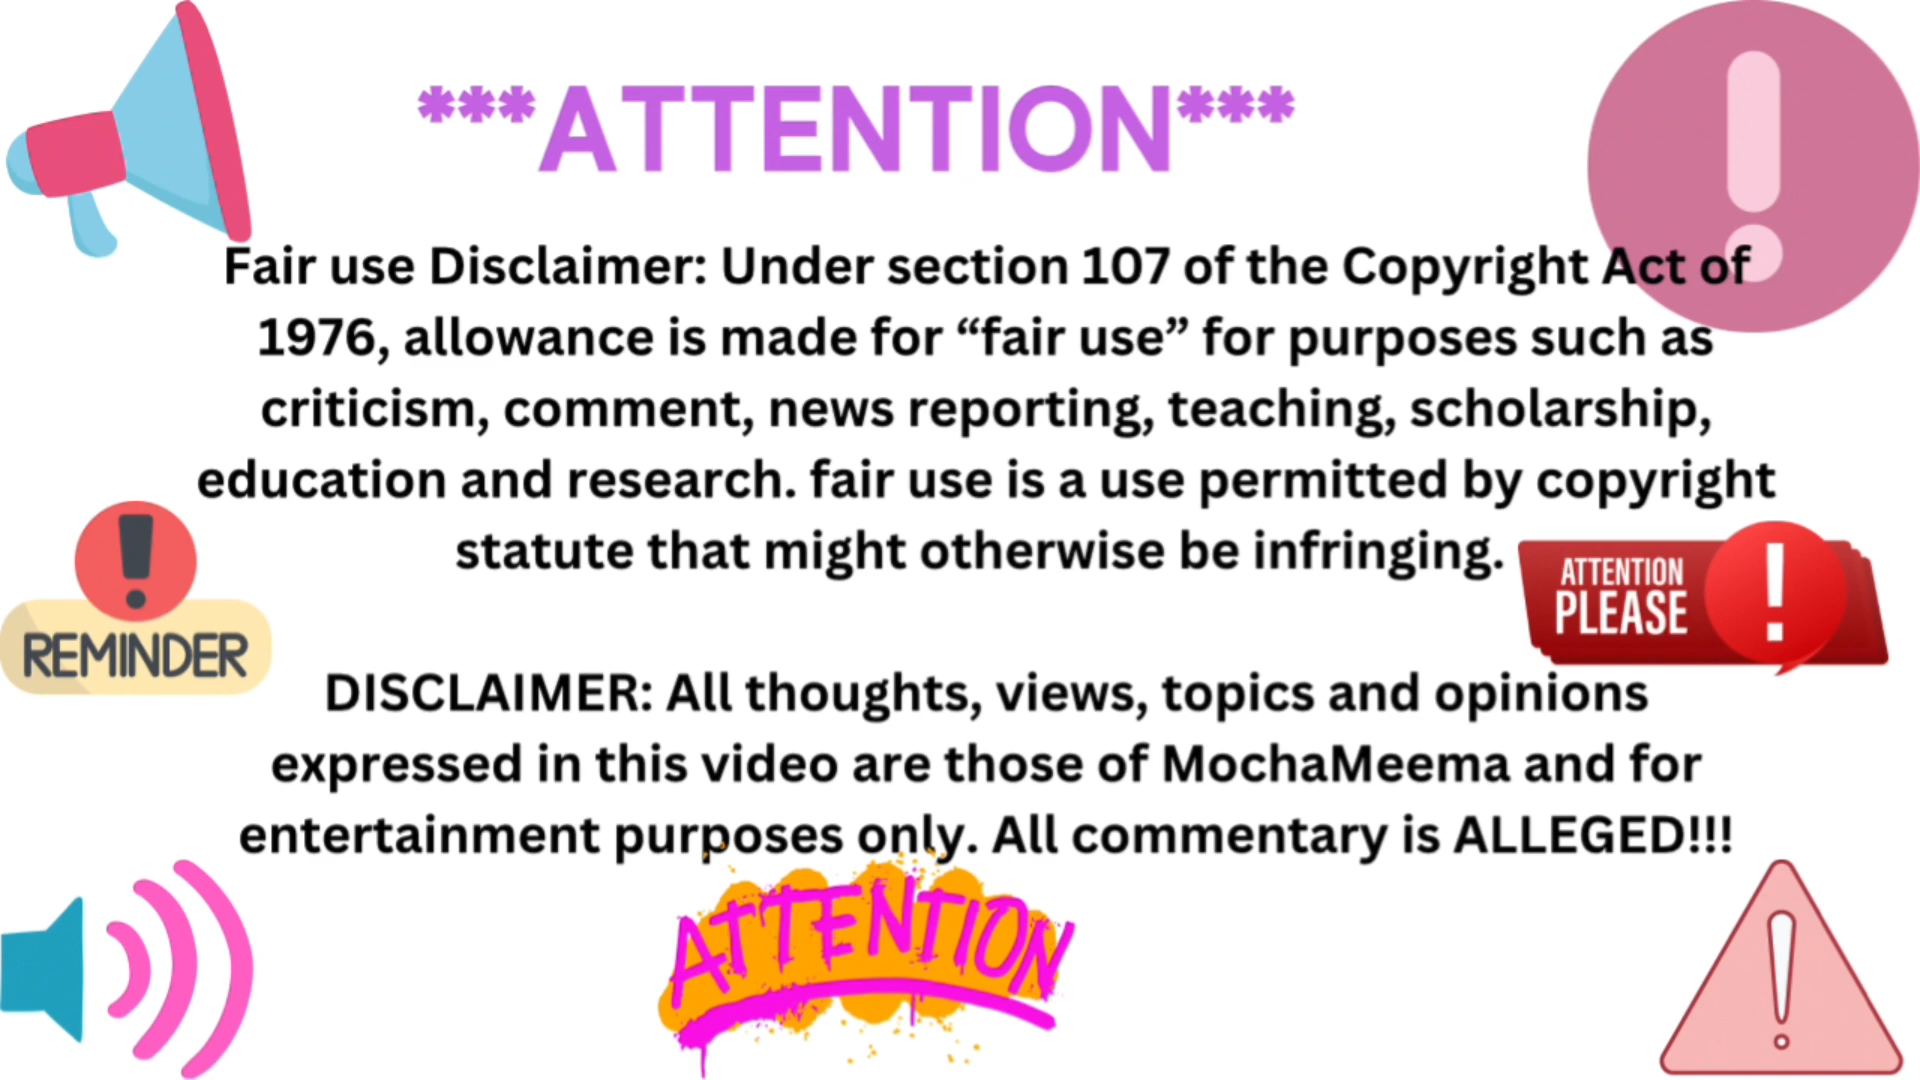 ***ATTENTION***
Fair use Disclaimer: Under section 107 of the Copyright Act of
1976, allowance is made for “fair use” for purposes such as
criticism, comment, news reporting, teaching, scholarship,
education and research. fair use is a use permitted by copyright
statute that might otherwise be infringing.
REMINDER
ATTENTION
PLEASE
DISCLAIMER: All thoughts, views, topics and opinions
expressed in this video are those of MochaMeema and for
entertainment purposes only. All commentary is ALLEGED!!!
ATTENTION